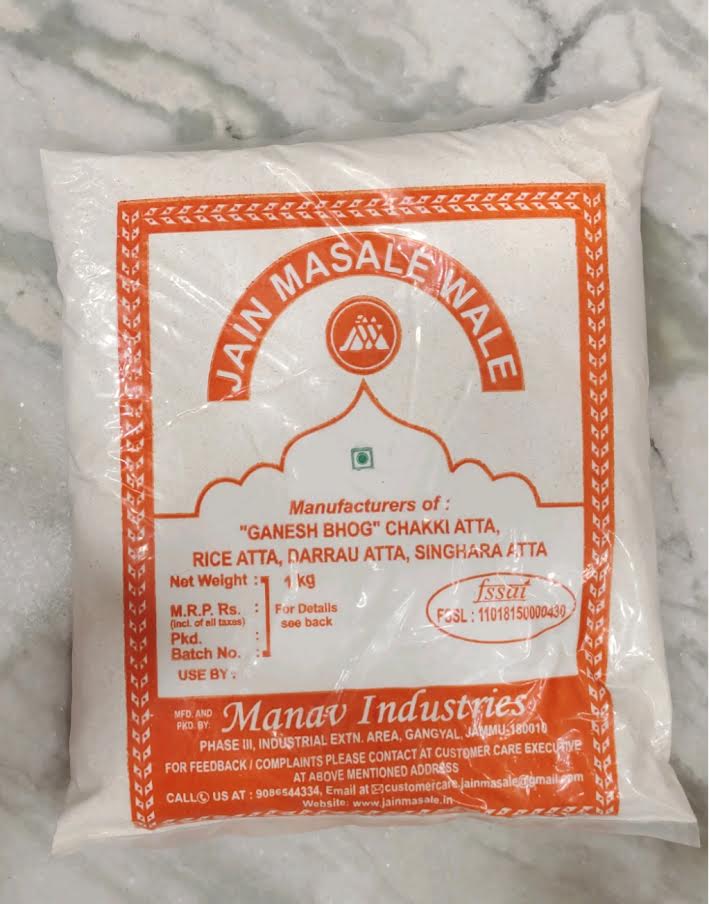 JAIN MASALE WALE
Manufacturers of :
"GANESH BHOG" CHAKKI ATTA,
RICE ATTA, DARRAU ATTA, SINGHARA ATTA
Net Weight : 1 kg
M.R.P. Rs. :
(incl. of all taxes)
Pkd. :
Batch No. :
For Details
see back
USE BY :
fssai
FSSL : 11018150000430
MFD. AND
PKD. BY:
Manav Industries
PHASE III, INDUSTRIAL EXTN. AREA, GANGYAL, JAMMU-180010
FOR FEEDBACK / COMPLAINTS PLEASE CONTACT AT CUSTOMER CARE EXECUTIVE
AT ABOVE MENTIONED ADDRESS
CALL US AT : 9086544334, Email at customercare.jainmasale@gmail.com
Website: www.jainmasale.in